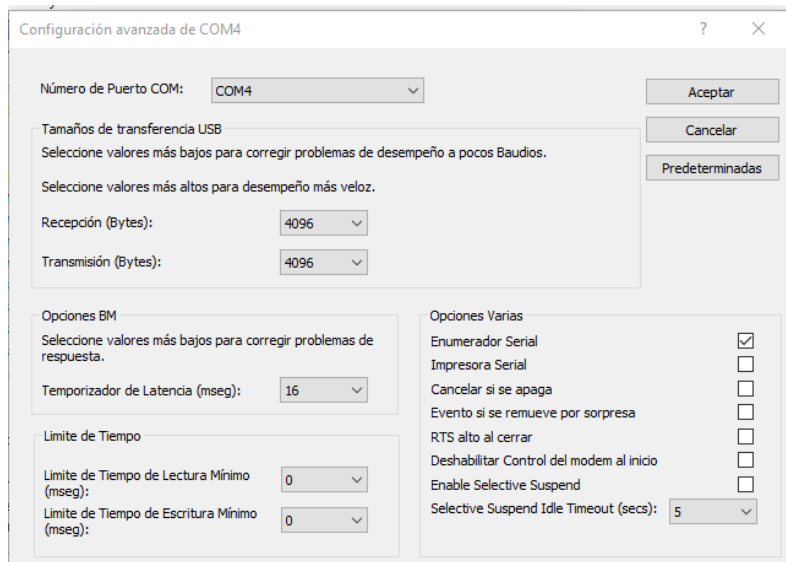 Configuración avanzada de COM4
?
Número de Puerto COM: COM4
Aceptar
Cancelar
Predeterminadas
Tamaños de transferencia USB
Seleccione valores más bajos para corregir problemas de desempeño a pocos Baudios.
Seleccione valores más altos para desempeño más veloz.
Recepción (Bytes): 4096
Transmisión (Bytes): 4096
Opciones BM
Seleccione valores más bajos para corregir problemas de
respuesta.
Temporizador de Latencia (mseg): 16
Limite de Tiempo
Limite de Tiempo de Lectura Mínimo
(mseg): 0
Limite de Tiempo de Escritura Mínimo
(mseg): 0
Opciones Varias
Enumerador Serial
Impresora Serial
Cancelar si se apaga
Evento si se remueve por sorpresa
RTS alto al cerrar
Deshabilitar Control del modem al inicio
Enable Selective Suspend
Selective Suspend Idle Timeout (secs): 5